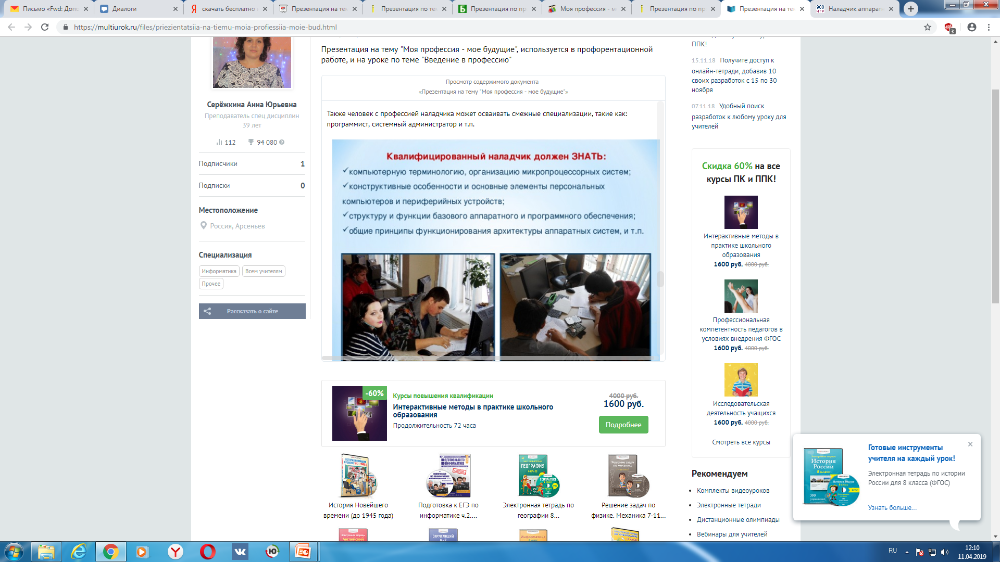 Письмо «Fwd: Допо
Диалоги
скачать бесплатно
Презентация на тем
Презентация по тем
Презентация по пр
Моя профессия - м
Презентация по пр
Презентация на тем
Наладчик аппаратн
https://multiurok.ru/files/priezientatsiia-na-tiemu-moia-profiessiia-moie-bud.html
3
Серёжкина Анна Юрьевна
Преподаватель спец дисциплин
39 лет
112 94 080
Подписчики 1
Подписки 0
Местоположение
Россия, Арсеньев
Специализация
Информатика Всем учителям
Прочее
Рассказать о сайте
Презентация на тему "Моя профессия - мое будущие", используется в профорентационной
работе, и на уроке по теме "Введение в профессию"
Просмотр содержимого документа
«Презентация на тему "Моя профессия - мое будущие"»
Также человек с профессией наладчика может осваивать смежные специализации, такие как:
программист, системный администратор и т.п.
Квалифицированный наладчик должен ЗНАТЬ:
✓компьютерную терминологию, организацию микропроцессорных систем;
✓конструктивные особенности и основные элементы персональных
компьютеров и периферийных устройств;
✓структуру и функции базового аппаратного и программного обеспечения;
✓общие принципы функционирования архитектуры аппаратных систем, и т.п.
-60%
Курсы повышения квалификации
Интерактивные методы в практике школьного
образования
Продолжительность 72 часа
4000 руб.
1600 руб.
Подробнее
История Новейшего
времени (до 1945 года)
Подготовка к ЕГЭ по
информатике ч.2....
Электронная тетрадь по
географии 8...
Решение задач по
физике. Механика 7-11...
ППК!
15.11.18 Получите доступ к
онлайн-тетради, добавив 10
своих разработок с 15 по 30
ноября
07.11.18 Удобный поиск
разработок к любому уроку для
учителей
Скидка 60% на все
курсы ПК и ППК!
Интерактивные методы в
практике школьного
образования
1600 руб. 4000 руб.
Профессиональная
компетентность педагогов в
условиях внедрения ФГОС
1600 руб. 4000 руб.
Исследовательская
деятельность учащихся
1600 руб. 4000 руб.
Смотреть все курсы
Рекомендуем
Комплекты видеоуроков
Электронные тетради
Дистанционные олимпиады
Вебинары для учителей
Готовые инструменты
учителя на каждый урок!
Электронная тетрадь по истории
России для 8 класса (ФГОС)
Узнать больше...
История
России
8 класс
RU
12:10
11.04.2019